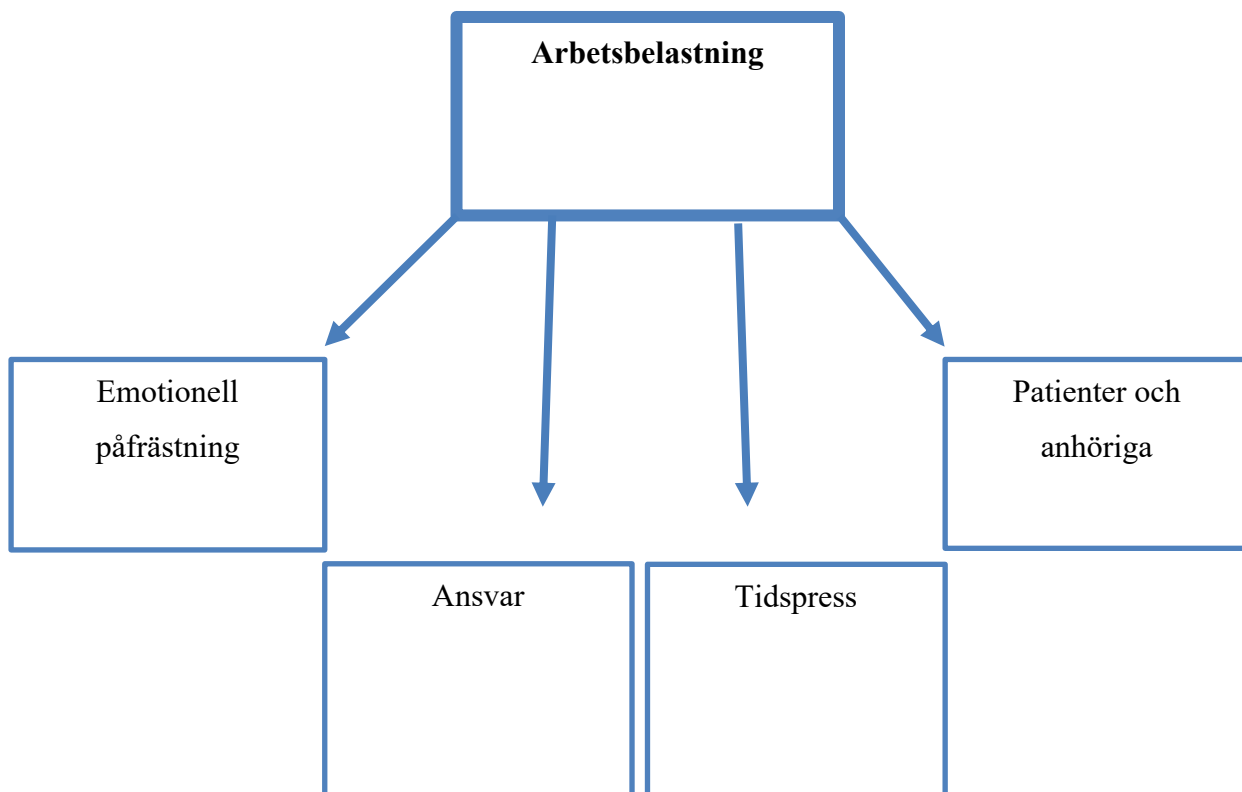 Arbetsbelastning
Emotionell
påfrästning
Patienter och
anhöriga
Ansvar
Tidspress